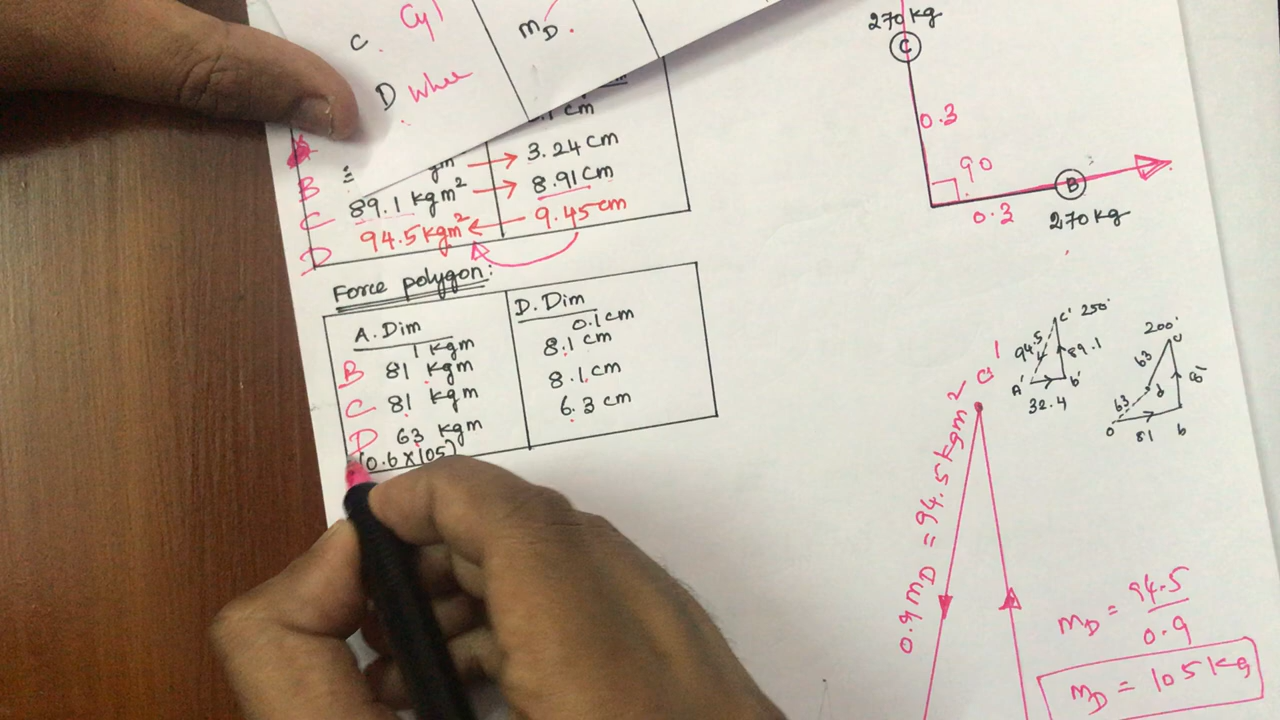 C. Cyl
D Whee
mD.
cm
gm → 3.24 cm
B 89.1 kgm² → 8.91 cm
C 94.5 kgm² ← 9.45 cm
D
Force polygon:
A. Dim D. Dim
1 kgm 0.1 cm
B 81 kgm 8.1 cm
C 81 kgm 8.1 cm
D 63 kgm 6.3 cm
(0.6 x 105)
270 kg
C
0.3
90
B
0.3
270 kg
c' 250'
94.5
89.1
A' b'
32.4
200'
c
63
81
d
63
o 81 b
c'
0.9 mD = 94.5 kgm²
mD = 94.5
0.9
mD = 105 kg